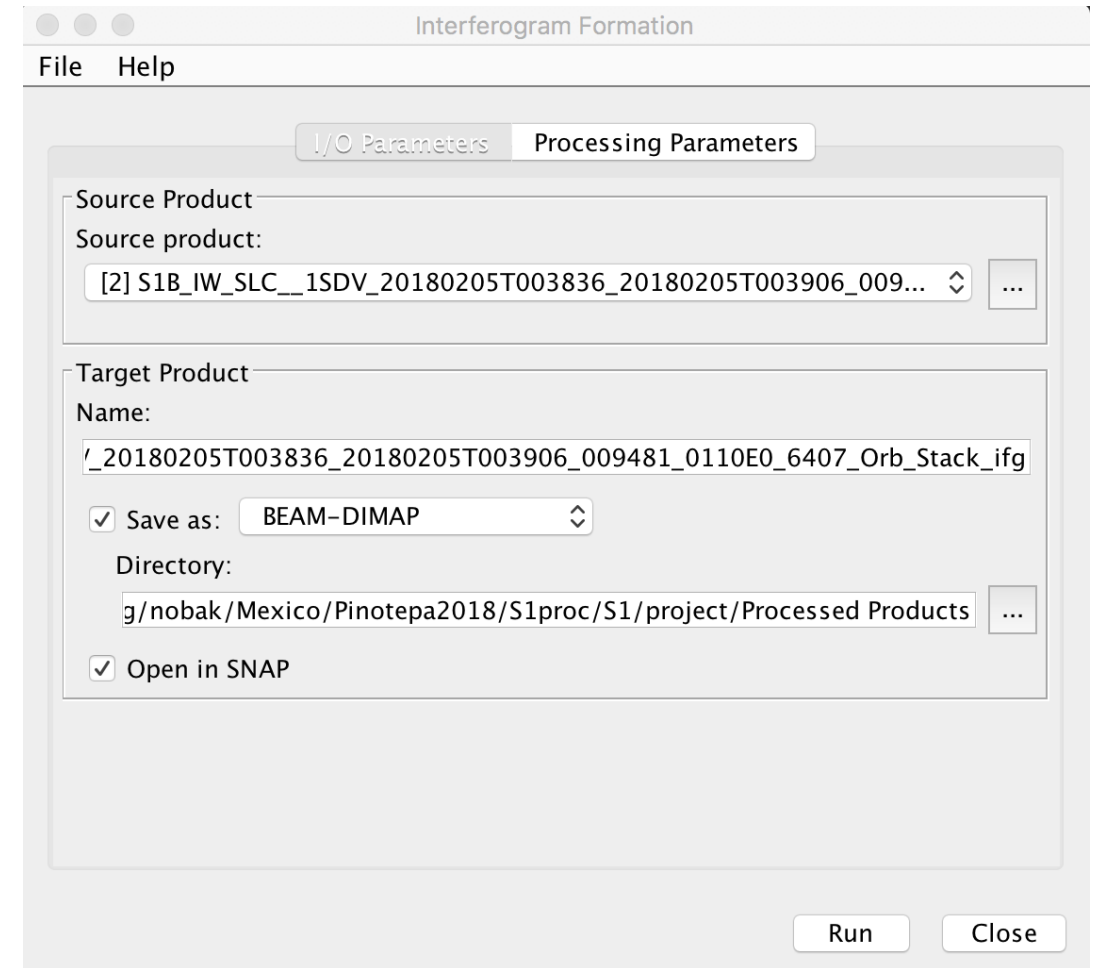 Interferogram Formation
File Help
I/O Parameters Processing Parameters
Source Product
Source product:
[2] S1B_IW_SLC__1SDV_20180205T003836_20180205T003906_009... ...
Target Product
Name:
/_20180205T003836_20180205T003906_009481_0110E0_6407_Orb_Stack_ifg
Save as: BEAM-DIMAP
Directory:
g/nobak/Mexico/Pinotepa2018/S1proc/S1/project/Processed Products ...
Open in SNAP
Run Close